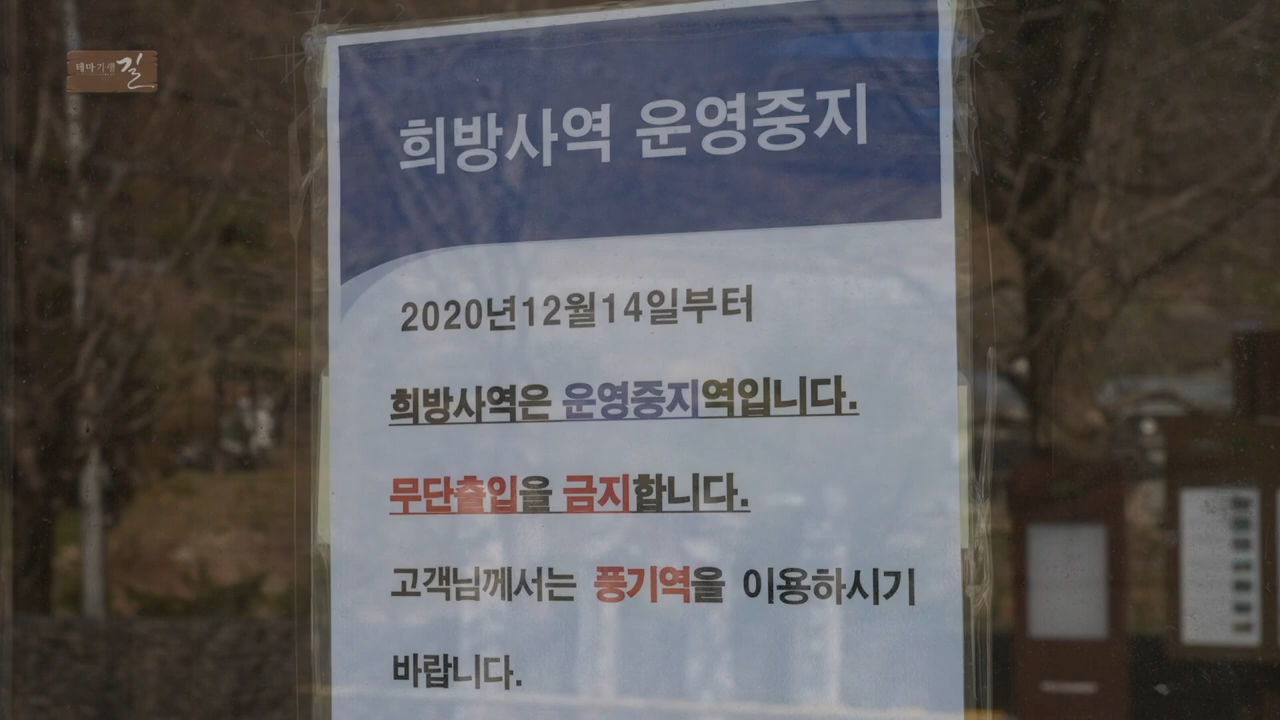 테마기행 길
희방사역 운영중지
2020년12월14일부터
희방사역은 운영중지역입니다.
무단출입을 금지합니다.
고객님께서는 풍기역을 이용하시기
바랍니다.